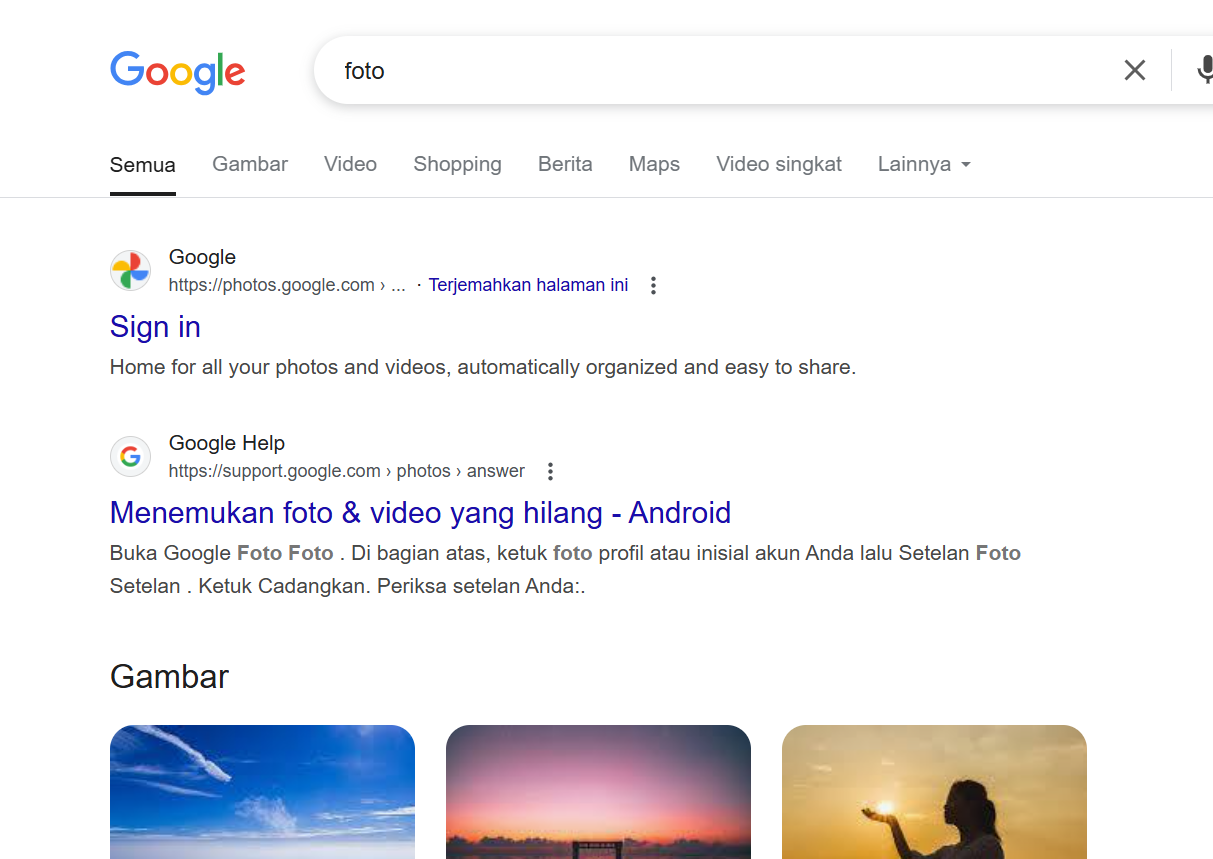 Google
foto
Semua Gambar Video Shopping Berita Maps Video singkat Lainnya
Google
https://photos.google.com › ... · Terjemahkan halaman ini
Sign in
Home for all your photos and videos, automatically organized and easy to share.
Google Help
https://support.google.com › photos › answer
Menemukan foto & video yang hilang - Android
Buka Google Foto Foto . Di bagian atas, ketuk foto profil atau inisial akun Anda lalu Setelan Foto
Setelan . Ketuk Cadangkan. Periksa setelan Anda:.
Gambar